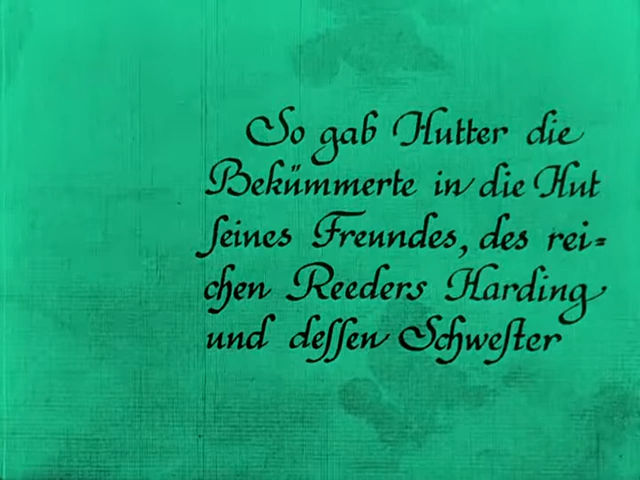 So gab Hutter die
Bekümmerte in die Hut
ſeines Freundes, des rei⸗
chen Reeders Harding
und deſſen Schweſter